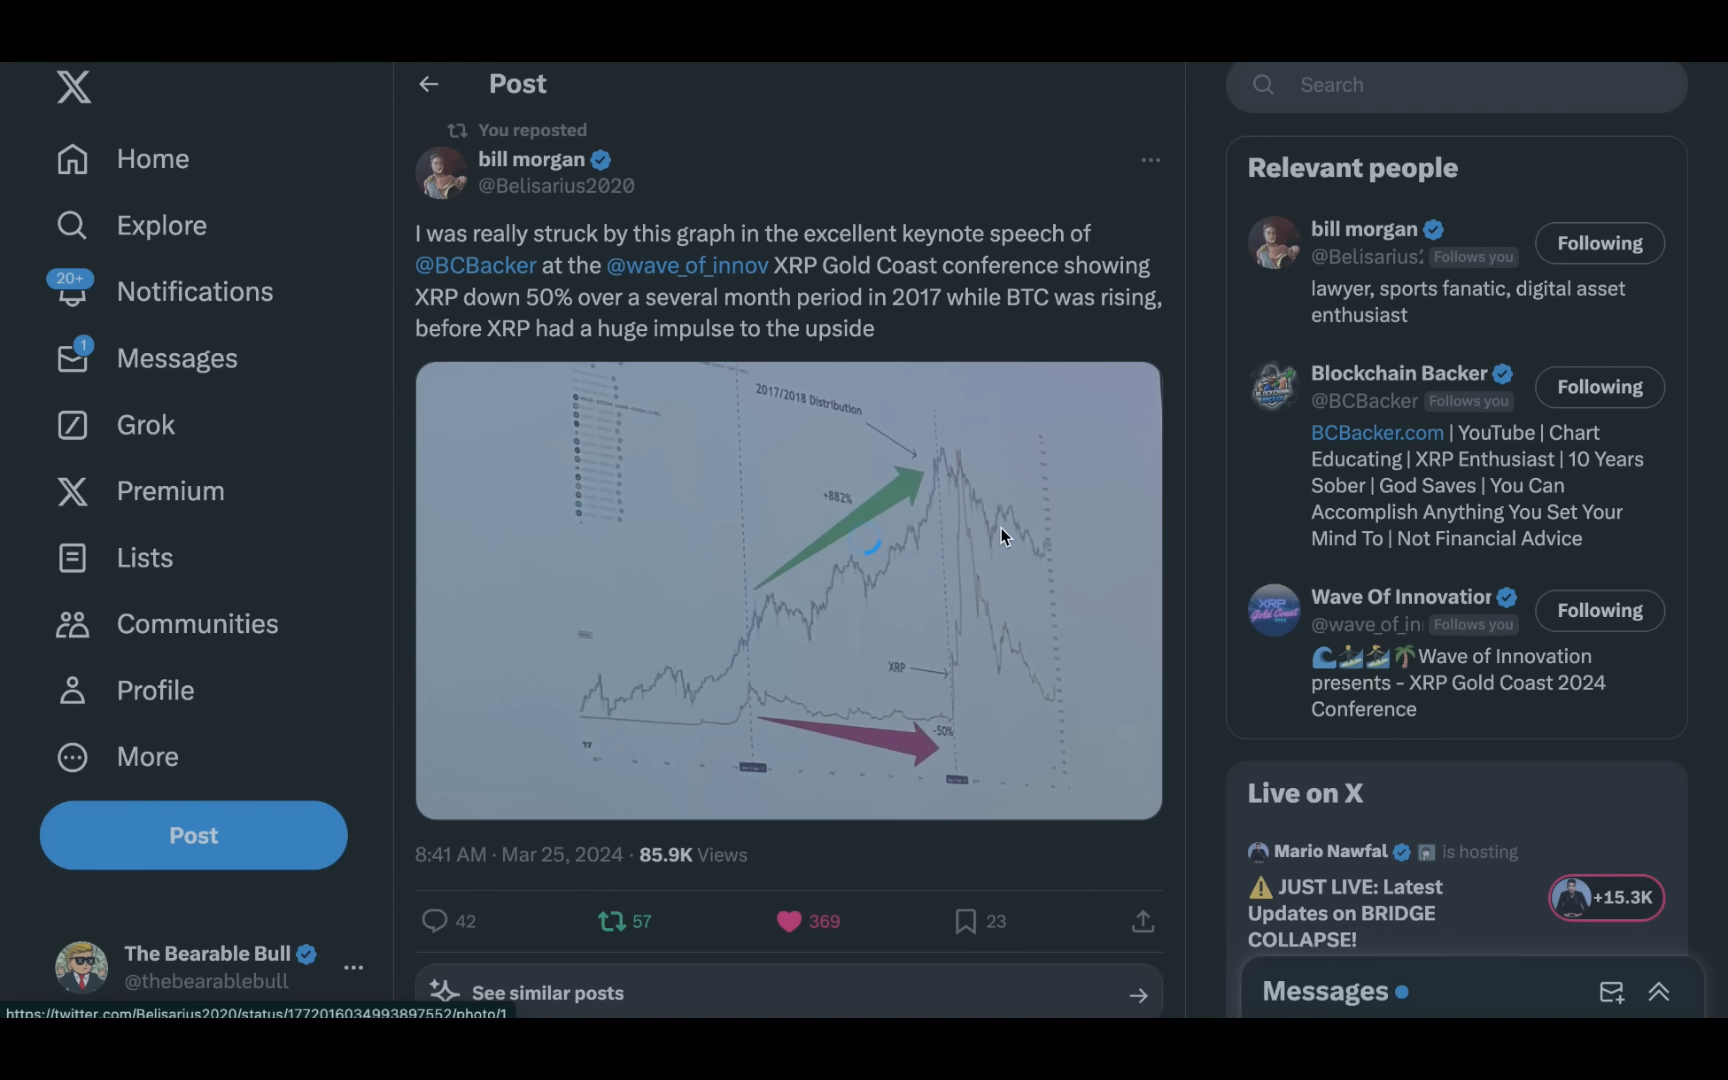 Post
Search
You reposted
bill morgan
@Belisarius2020
I was really struck by this graph in the excellent keynote speech of
@BCBacker at the @wave_of_innov XRP Gold Coast conference showing
XRP down 50% over a several month period in 2017 while BTC was rising,
before XRP had a huge impulse to the upside
2017/2018 Distribution
+882%
XRP
-50%
8:41 AM · Mar 25, 2024 · 85.9K Views
42
57
369
23
See similar posts
Home
Explore
20+
Notifications
1
Messages
Grok
Premium
Lists
Communities
Profile
More
Post
The Bearable Bull
@thebearablebull
https://twitter.com/Belisarius2020/status/1772016034993897552/photo/1
Relevant people
bill morgan
@Belisarius2
Follows you
Following
lawyer, sports fanatic, digital asset
enthusiast
Blockchain Backer
@BCBacker
Follows you
Following
BCBacker.com | YouTube | Chart
Educating | XRP Enthusiast | 10 Years
Sober | God Saves | You Can
Accomplish Anything You Set Your
Mind To | Not Financial Advice
XRP
Gold Coast
Wave Of Innovation
@wave_of_in
Follows you
Following
Wave of Innovation
presents - XRP Gold Coast 2024
Conference
Live on X
Mario Nawfal is hosting
JUST LIVE: Latest
Updates on BRIDGE
COLLAPSE!
+15.3K
Messages